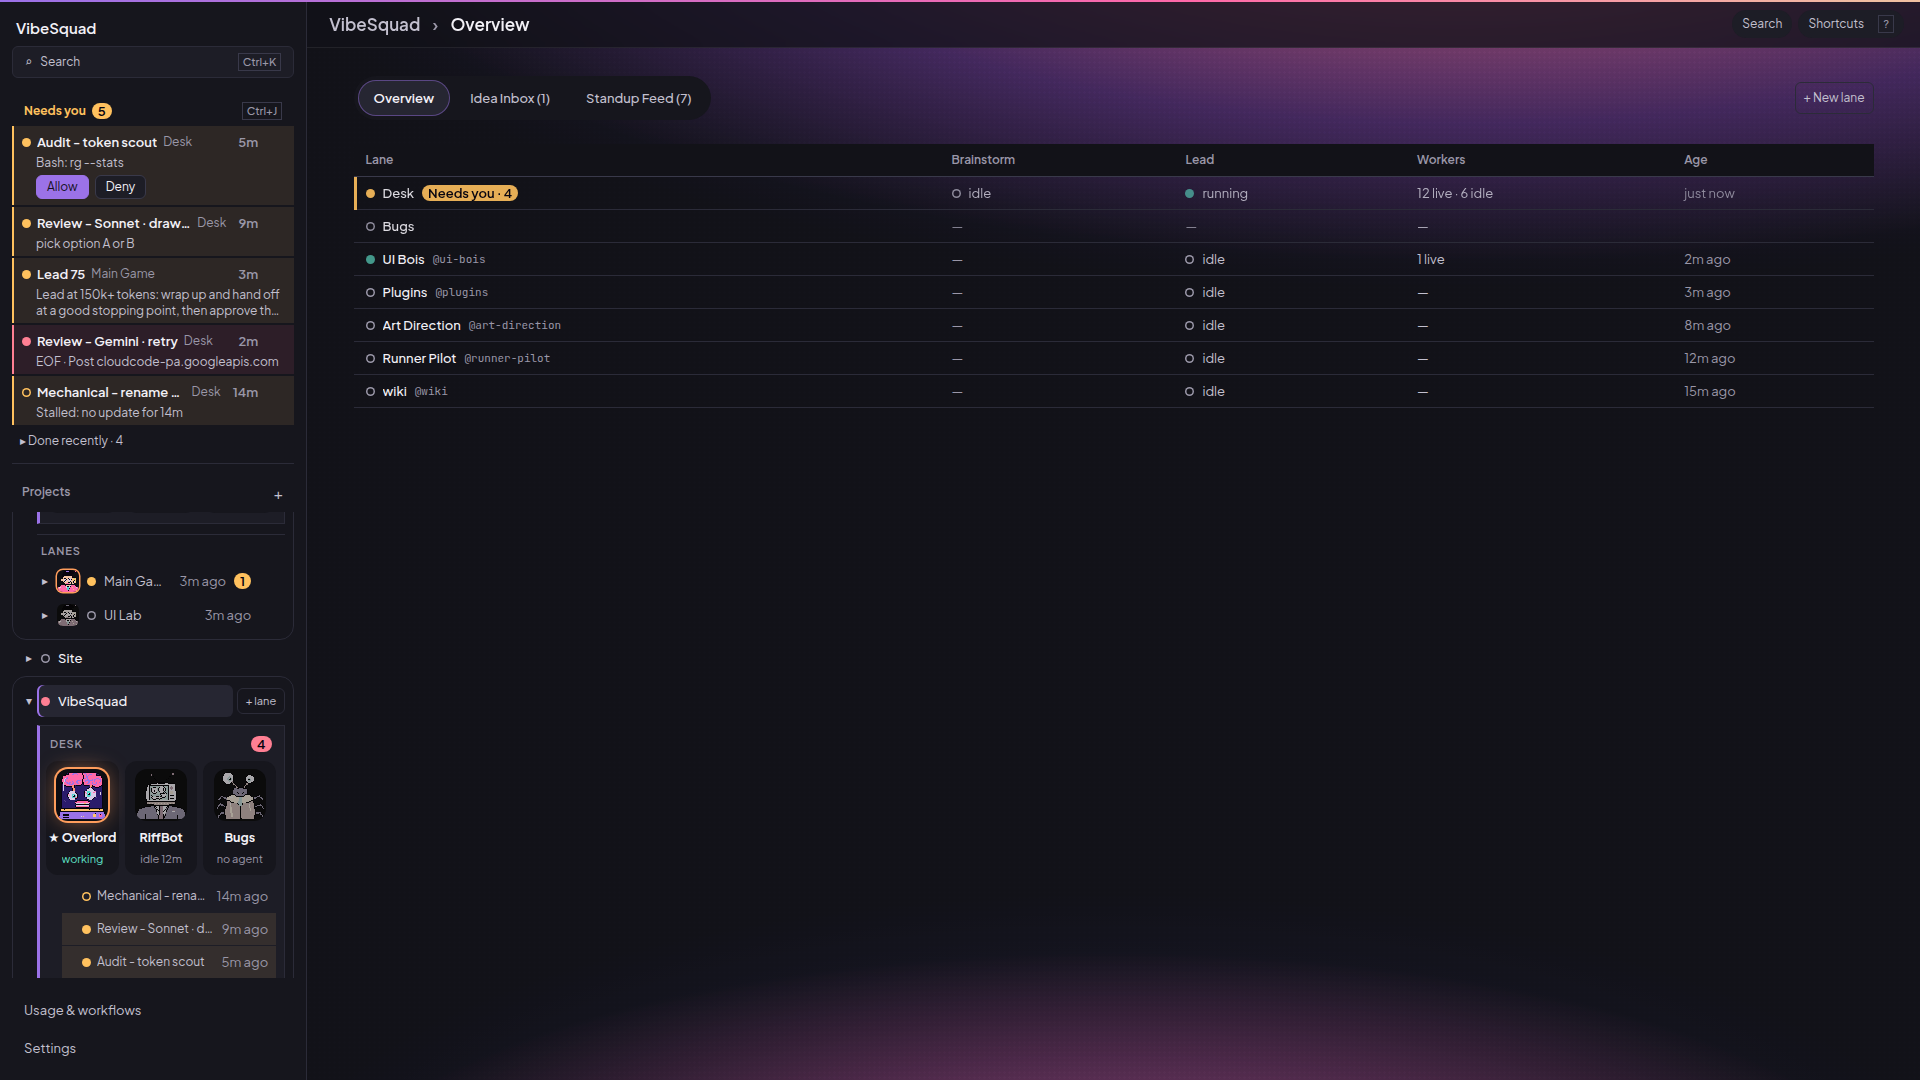 VibeSquad
Search Ctrl+K
Needs you 5 Ctrl+J
Audit – token scout Desk 5m
Bash: rg --stats
Allow Deny
Review – Sonnet · draw… Desk 9m
pick option A or B
Lead 75 Main Game 3m
Lead at 150k+ tokens: wrap up and hand off
at a good stopping point, then approve th…
Review – Gemini · retry Desk 2m
EOF · Post cloudcode-pa.googleapis.com
Mechanical – rename … Desk 14m
Stalled: no update for 14m
▸ Done recently · 4
Projects +
LANES
▸ Main Ga… 3m ago 1
▸ UI Lab 3m ago
▸ Site
▾ VibeSquad + lane
DESK 4
★ Overlord RiffBot Bugs
working idle 12m no agent
Mechanical – rena… 14m ago
Review – Sonnet · d… 9m ago
Audit – token scout 5m ago
Usage & workflows
Settings
VibeSquad › Overview Search Shortcuts ?
Overview Idea Inbox (1) Standup Feed (7) + New lane
Lane Brainstorm Lead Workers Age
Desk Needs you · 4 idle running 12 live · 6 idle just now
Bugs — — —
UI Bois @ui-bois — idle 1 live 2m ago
Plugins @plugins — idle — 3m ago
Art Direction @art-direction — idle — 8m ago
Runner Pilot @runner-pilot — idle — 12m ago
wiki @wiki — idle — 15m ago